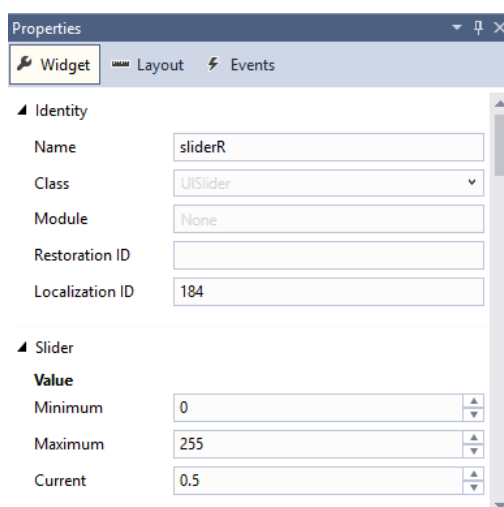 Properties
Widget Layout Events
Identity
Name sliderR
Class UISlider
Module None
Restoration ID
Localization ID 184
Slider
Value
Minimum 0
Maximum 255
Current 0.5